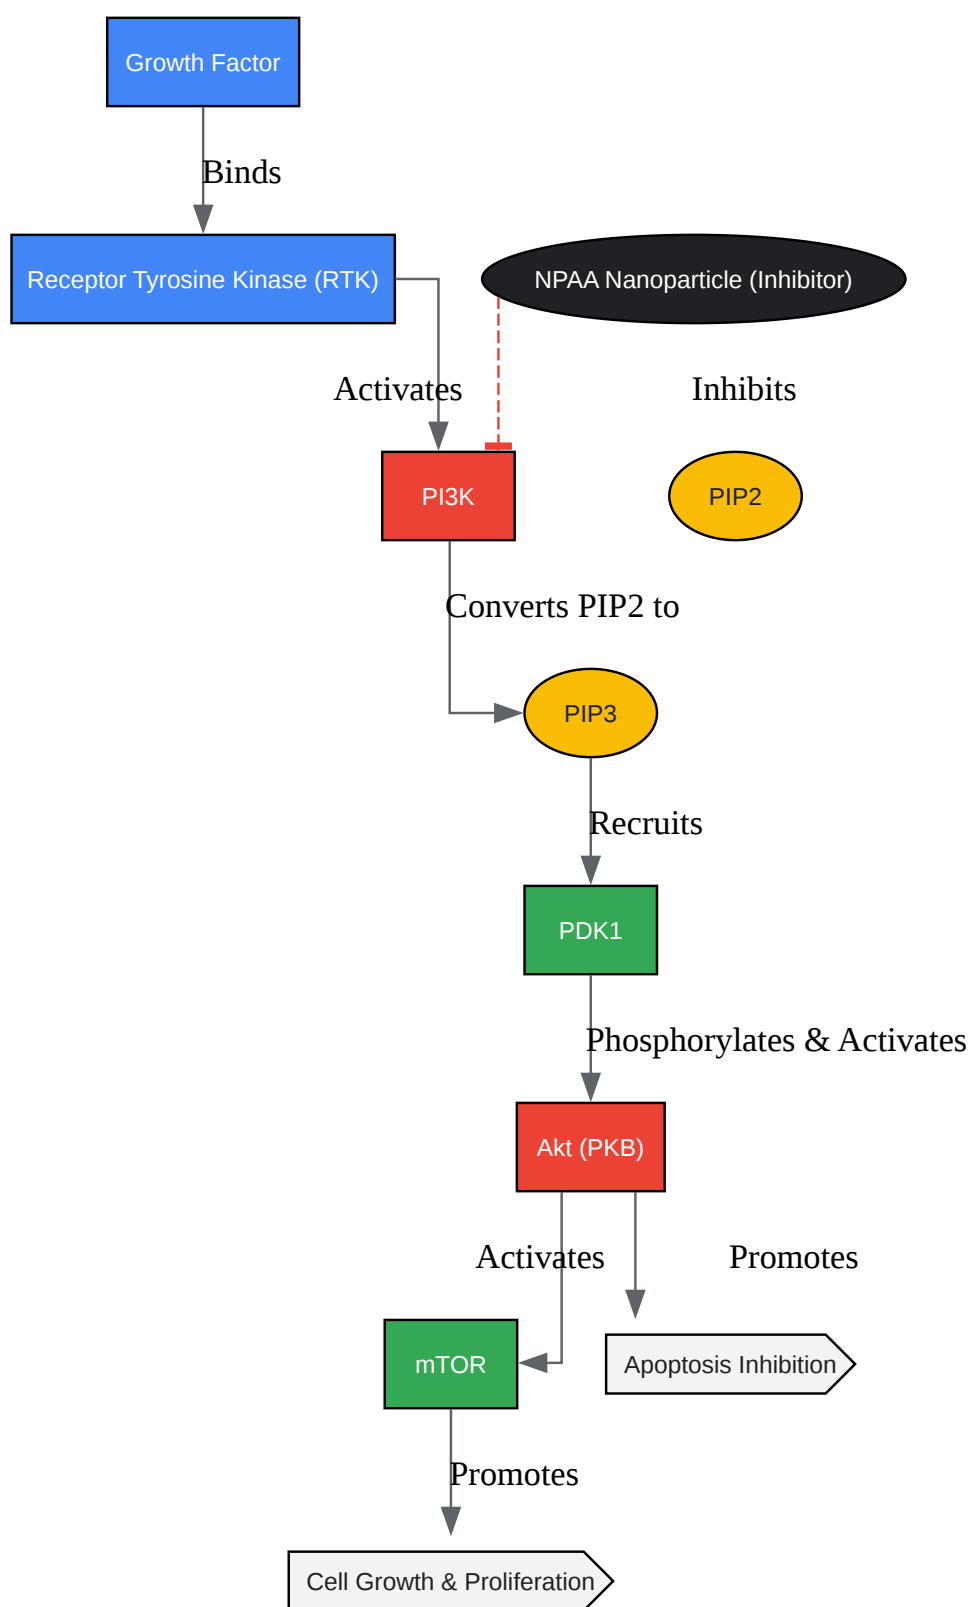 Growth Factor
Binds
Receptor Tyrosine Kinase (RTK)
NPAA Nanoparticle (Inhibitor)
Activates
Inhibits
PI3K
PIP2
Converts PIP2 to
PIP3
Recruits
PDK1
Phosphorylates & Activates
Akt (PKB)
Activates
Promotes
mTOR
Apoptosis Inhibition
Promotes
Cell Growth & Proliferation